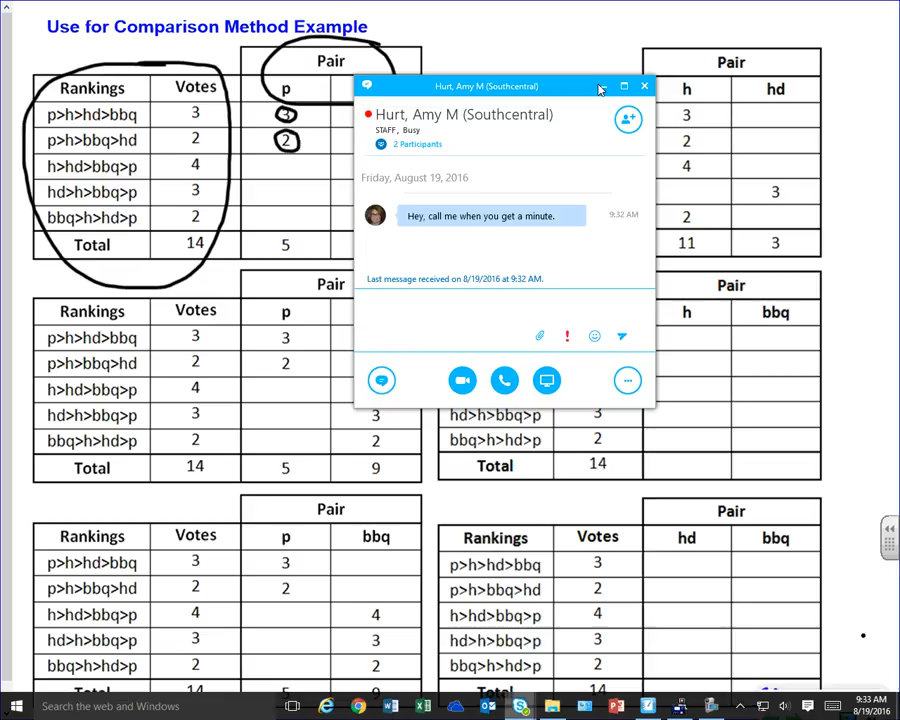 Use for Comparison Method Example
Pair
Rankings Votes p
p>h>hd>bbq 3 3
p>h>bbq>hd 2 2
h>hd>bbq>p 4
hd>h>bbq>p 3
bbq>h>hd>p 2
Total 14 5
Pair
h hd
3
2
4
3
2
11 3
Hurt, Amy M (Southcentral)
Hurt, Amy M (Southcentral)
STAFF, Busy
2 Participants
Friday, August 19, 2016
Hey, call me when you get a minute. 9:32 AM
Last message received on 8/19/2016 at 9:32 AM.
Pair
Rankings Votes p
p>h>hd>bbq 3 3
p>h>bbq>hd 2 2
h>hd>bbq>p 4
hd>h>bbq>p 3 3
bbq>h>hd>p 2 2
Total 14 5 9
Pair
h bbq
hd>h>bbq>p 3
bbq>h>hd>p 2
Total 14
Pair
Rankings Votes p bbq
p>h>hd>bbq 3 3
p>h>bbq>hd 2 2
h>hd>bbq>p 4 4
hd>h>bbq>p 3 3
bbq>h>hd>p 2 2
Total 14 5 9
Pair
Rankings Votes hd bbq
p>h>hd>bbq 3
p>h>bbq>hd 2
h>hd>bbq>p 4
hd>h>bbq>p 3
bbq>h>hd>p 2
Total 14
Search the web and Windows
9:33 AM
8/19/2016